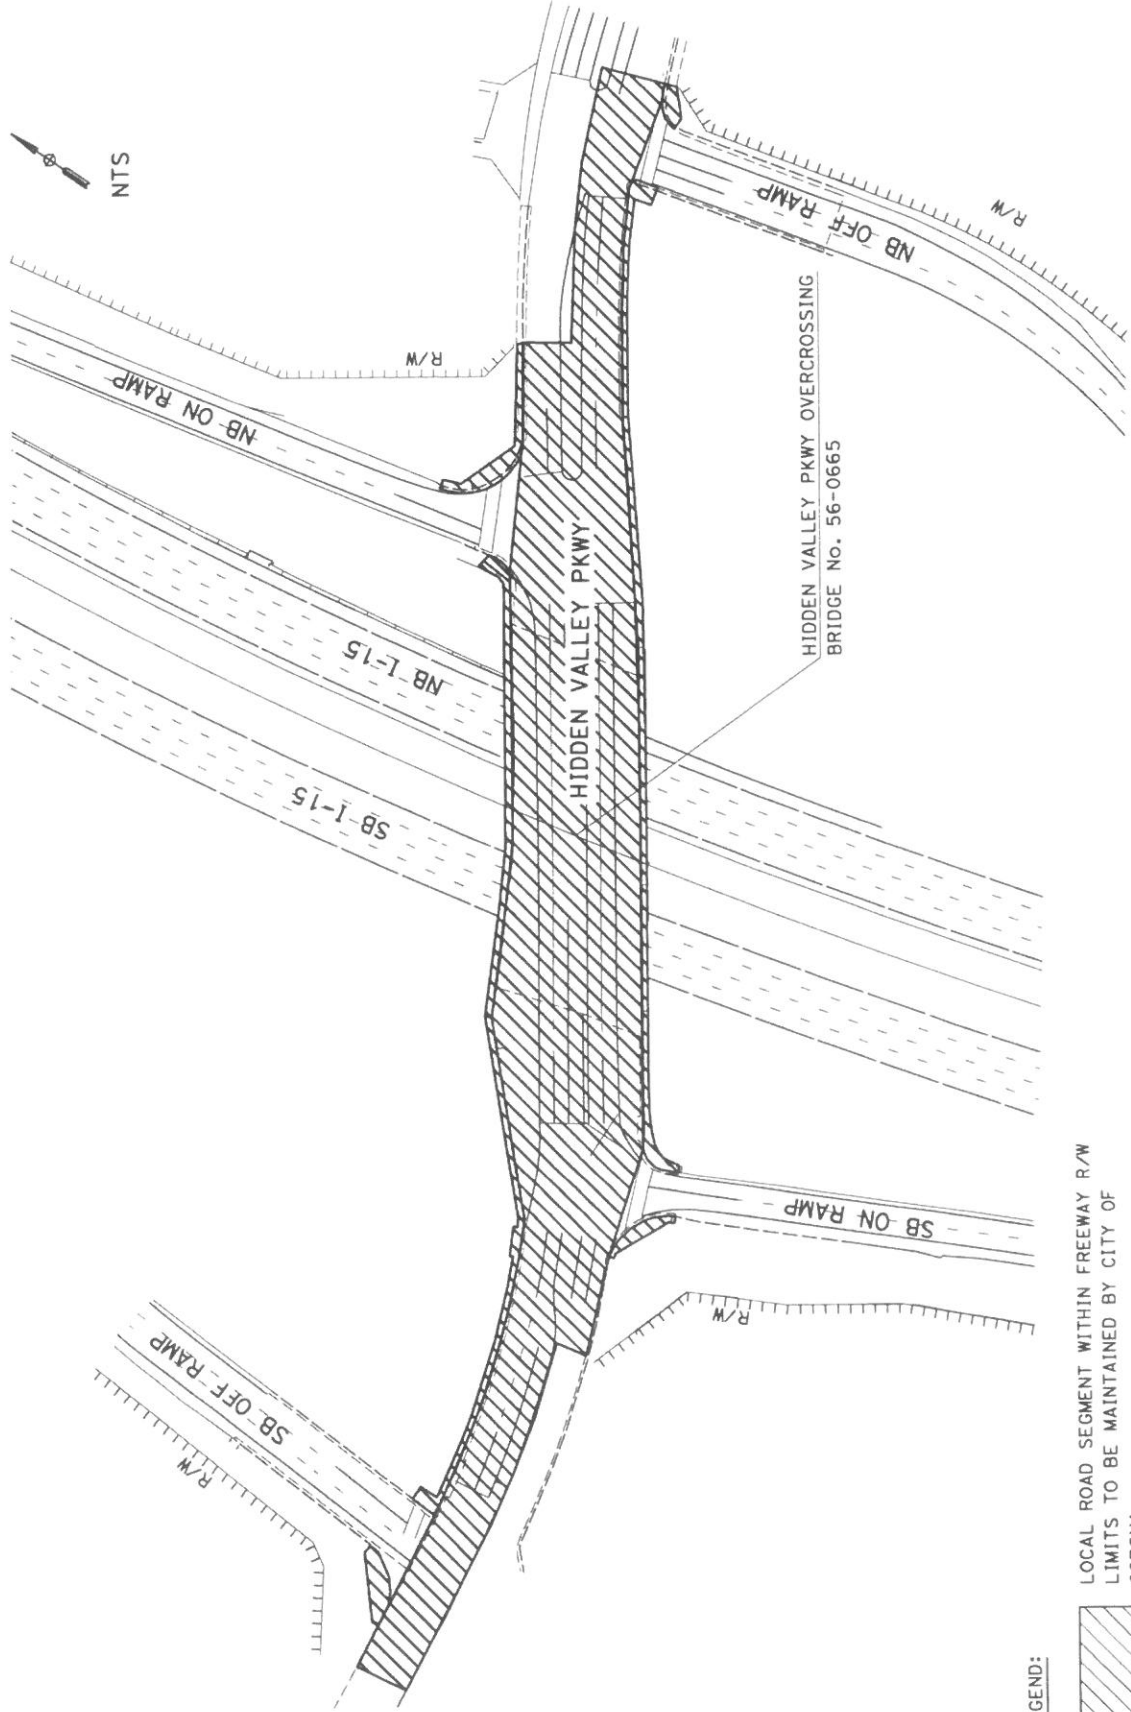 NTS
R/W
NB ON RAMP
NB I-15
SB I-15
SB OFF RAMP
R/W
HIDDEN VALLEY PKWY
NB OFF RAMP
R/W
HIDDEN VALLEY PKWY OVERCROSSING
BRIDGE No. 56-0665
SB ON RAMP
R/W
GEND:
LOCAL ROAD SEGMENT WITHIN FREEWAY R/W
LIMITS TO BE MAINTAINED BY CITY OF